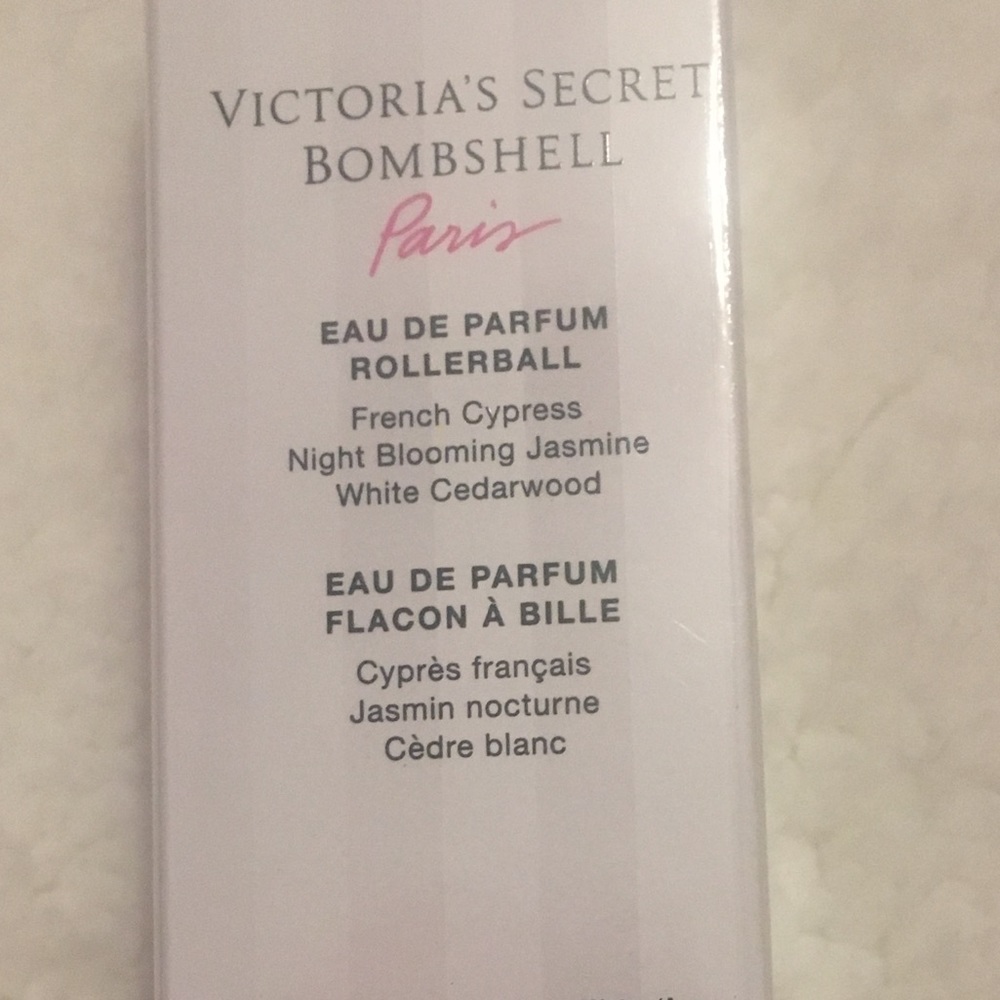 VICTORIA'S SECRET
BOMBSHELL
Paris
EAU DE PARFUM
ROLLERBALL
French Cypress
Night Blooming Jasmine
White Cedarwood
EAU DE PARFUM
FLACON À BILLE
Cyprès français
Jasmin nocturne
Cèdre blanc